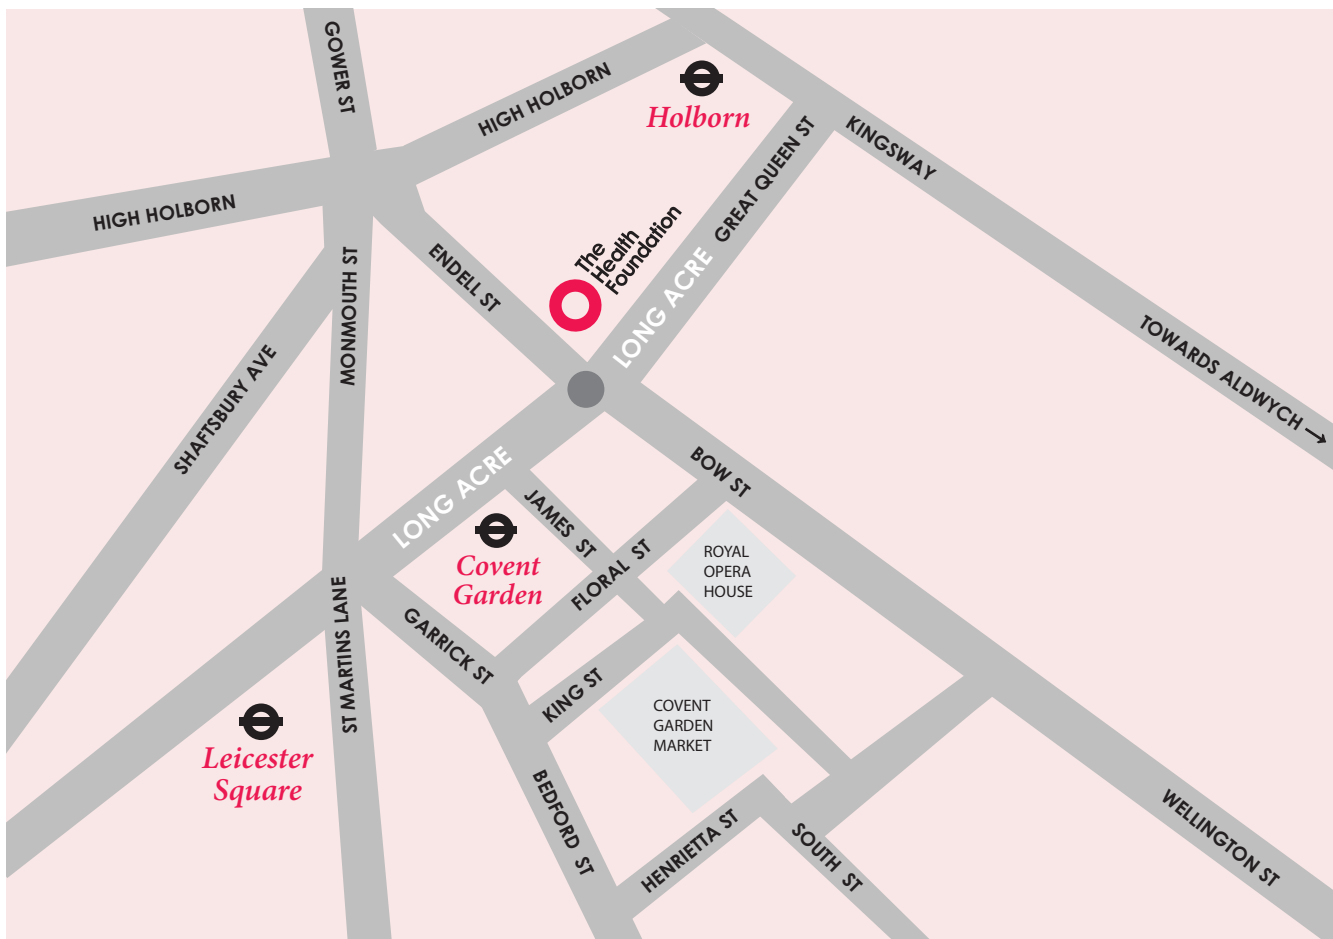 GOWER ST
HIGH HOLBORN
Holborn
KINGSWAY
GREAT QUEEN ST
HIGH HOLBORN
The
Health
Foundation
ENDELL ST
MONMOUTH ST
LONG ACRE
SHAFTSBURY AVE
TOWARDS ALDWYCH →
LONG ACRE
BOW ST
JAMES ST
Covent
Garden
FLORAL ST
ROYAL
OPERA
HOUSE
GARRICK ST
ST MARTINS LANE
KING ST
COVENT
GARDEN
MARKET
Leicester
Square
BEDFORD ST
HENRIETTA ST
SOUTH ST
WELLINGTON ST